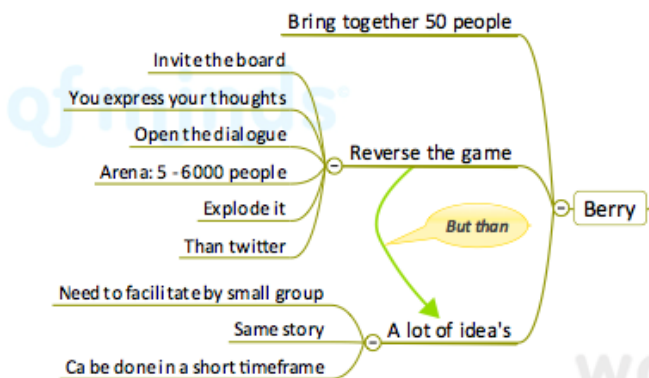 Bring together 50 people
Invite the board
You express your thoughts
Open the dialogue
Arena: 5 - 6000 people
Explode it
Than twitter
Reverse the game
Berry
But than
Need to facilitate by small group
Same story
Ca be done in a short timeframe
A lot of idea's
of minds